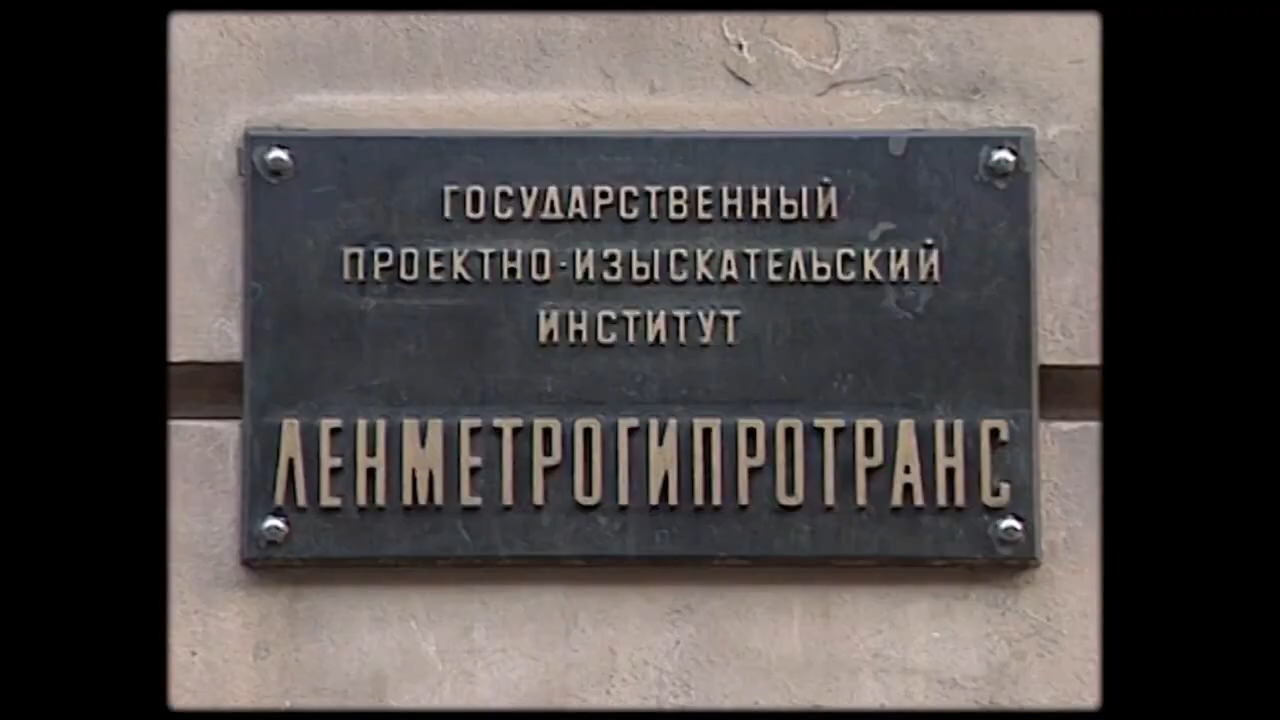 ГОСУДАРСТВЕННЫЙ
ПРОЕКТНО-ИЗЫСКАТЕЛЬСКИЙ
ИНСТИТУТ
ЛЕНМЕТРОГИПРОТРАНС